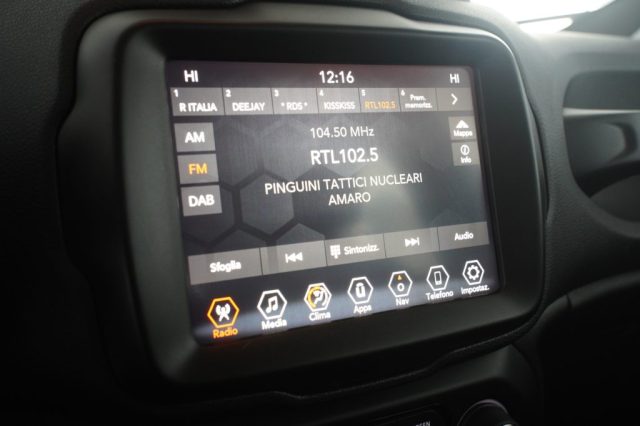 HI 12:16 HI
1 2 3 4 5 6
R ITALIA DEEJAY * RDS * KISSKISS RTL102.5 Prem. memorizz.
AM
104.50 MHz
Mappa
RTL102.5
FM
Info
PINGUINI TATTICI NUCLEARI
AMARO
DAB
Sfoglia Sintonizz. Audio
Radio Media Clima Apps Nav Telefono Impostaz.